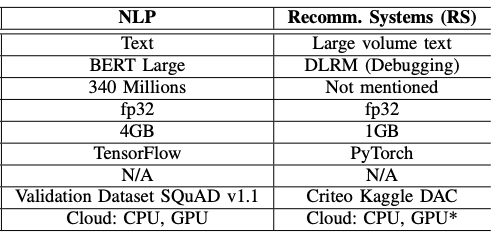 NLP Recomm. Systems (RS)
Text Large volume text
BERT Large DLRM (Debugging)
340 Millions Not mentioned
fp32 fp32
4GB 1GB
TensorFlow PyTorch
N/A N/A
Validation Dataset SQuAD v1.1 Criteo Kaggle DAC
Cloud: CPU, GPU Cloud: CPU, GPU*